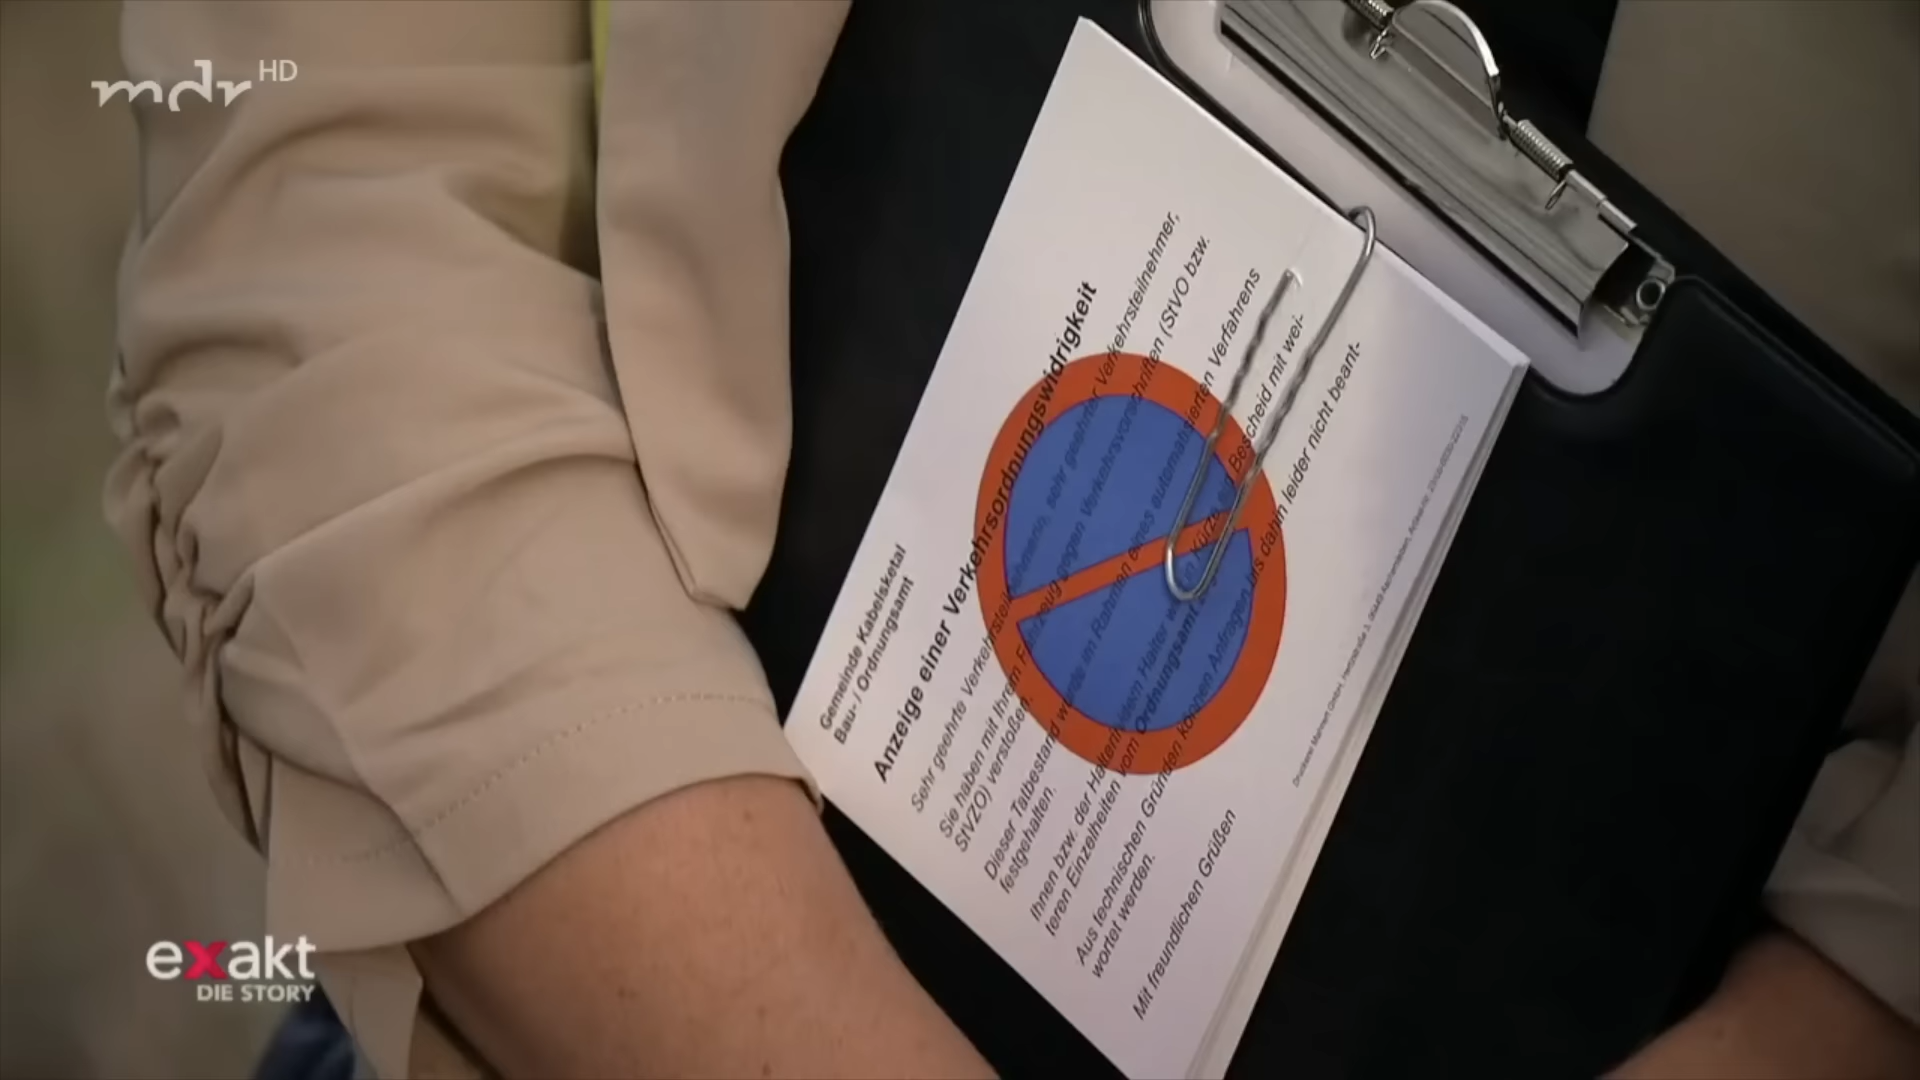 mdr HD
Gemeinde Kabelsketal
Bau- / Ordnungsamt
Anzeige einer Verkehrsordnungswidrigkeit
Sehr geehrte Verkehrsteilnehmerin, sehr geehrter Verkehrsteilnehmer,
Sie haben mit Ihrem Fahrzeug gegen Verkehrsvorschriften (StVO bzw.
StVZO) verstoßen.
Dieser Tatbestand wurde im Rahmen eines automatisierten Verfahrens
festgehalten.
Ihnen bzw. der Halterin/dem Halter in Kürze Bescheid mit wei-
teren Einzelheiten vom Ordnungsamt
Aus technischen Gründen können Anfragen bis dahin leider nicht beant-
wortet werden.
Mit freundlichen Grüßen
exakt
DIE STORY